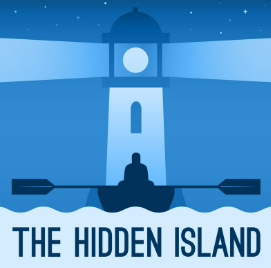 THE HIDDEN ISLAND